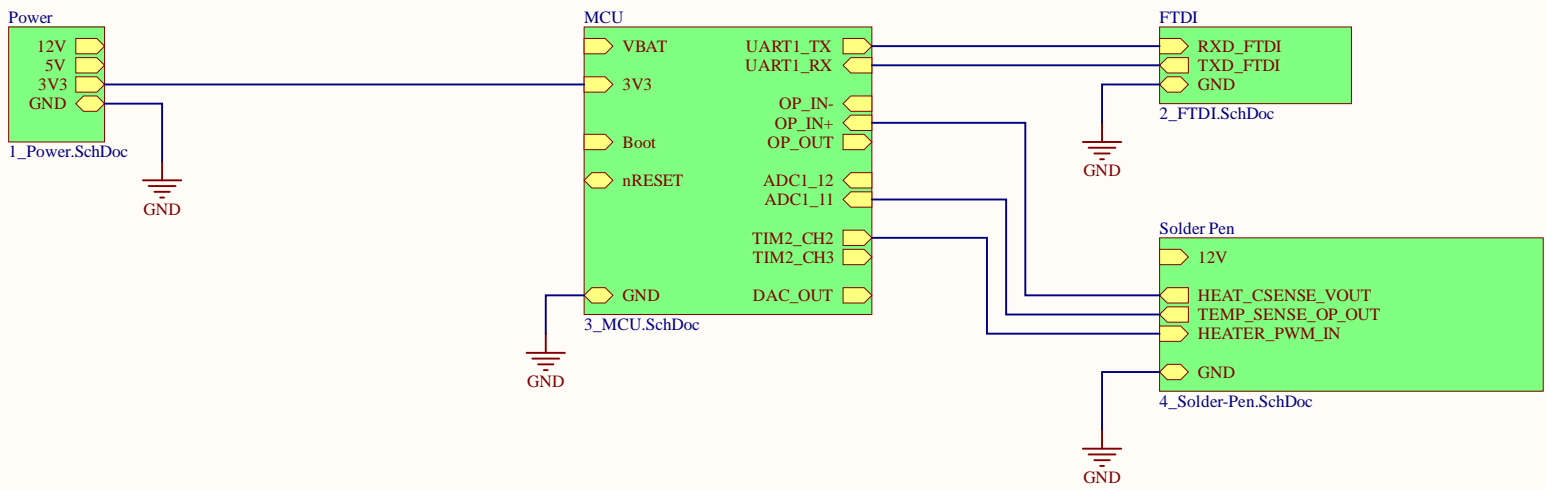 Power
12V
5V
3V3
GND
1_Power.SchDoc
GND
MCU
VBAT
3V3
Boot
nRESET
GND
UART1_TX
UART1_RX
OP_IN-
OP_IN+
OP_OUT
ADC1_12
ADC1_11
TIM2_CH2
TIM2_CH3
DAC_OUT
3_MCU.SchDoc
GND
FTDI
RXD_FTDI
TXD_FTDI
GND
2_FTDI.SchDoc
GND
Solder Pen
12V
HEAT_CSENSE_VOUT
TEMP_SENSE_OP_OUT
HEATER_PWM_IN
GND
4_Solder-Pen.SchDoc
GND